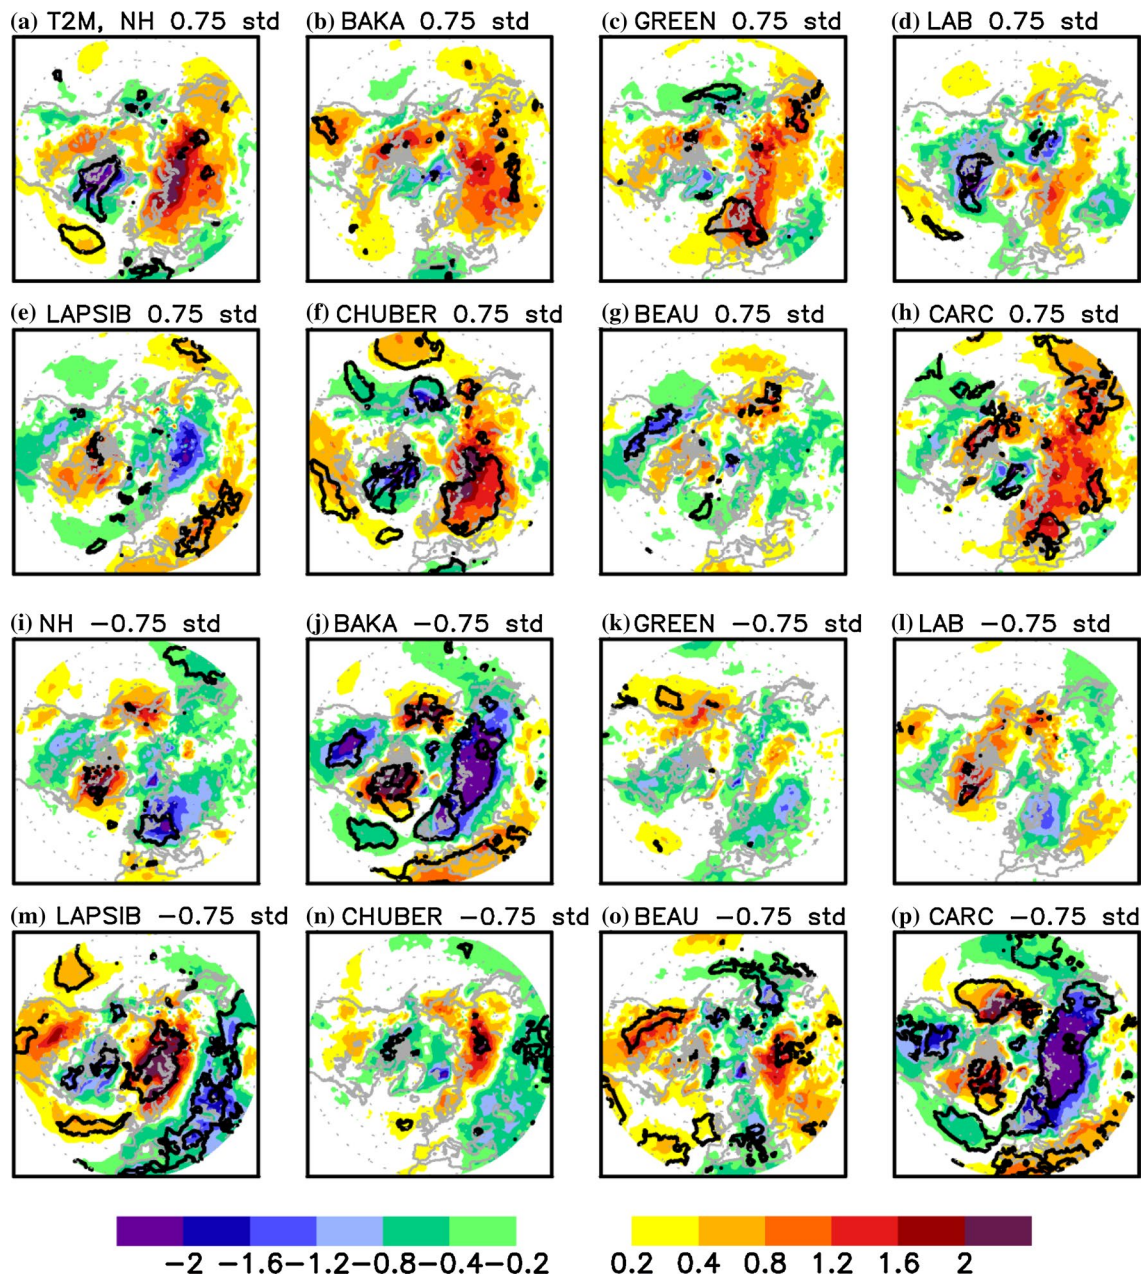 (a) T2M, NH 0.75 std
(b) BAKA 0.75 std
(c) GREEN 0.75 std
(d) LAB 0.75 std
(e) LAPSIB 0.75 std
(f) CHUBER 0.75 std
(g) BEAU 0.75 std
(h) CARC 0.75 std
(i) NH −0.75 std
(j) BAKA −0.75 std
(k) GREEN −0.75 std
(l) LAB −0.75 std
(m) LAPSIB −0.75 std
(n) CHUBER −0.75 std
(o) BEAU −0.75 std
(p) CARC −0.75 std
−2 −1.6 −1.2 −0.8 −0.4 −0.2 0.2 0.4 0.8 1.2 1.6 2